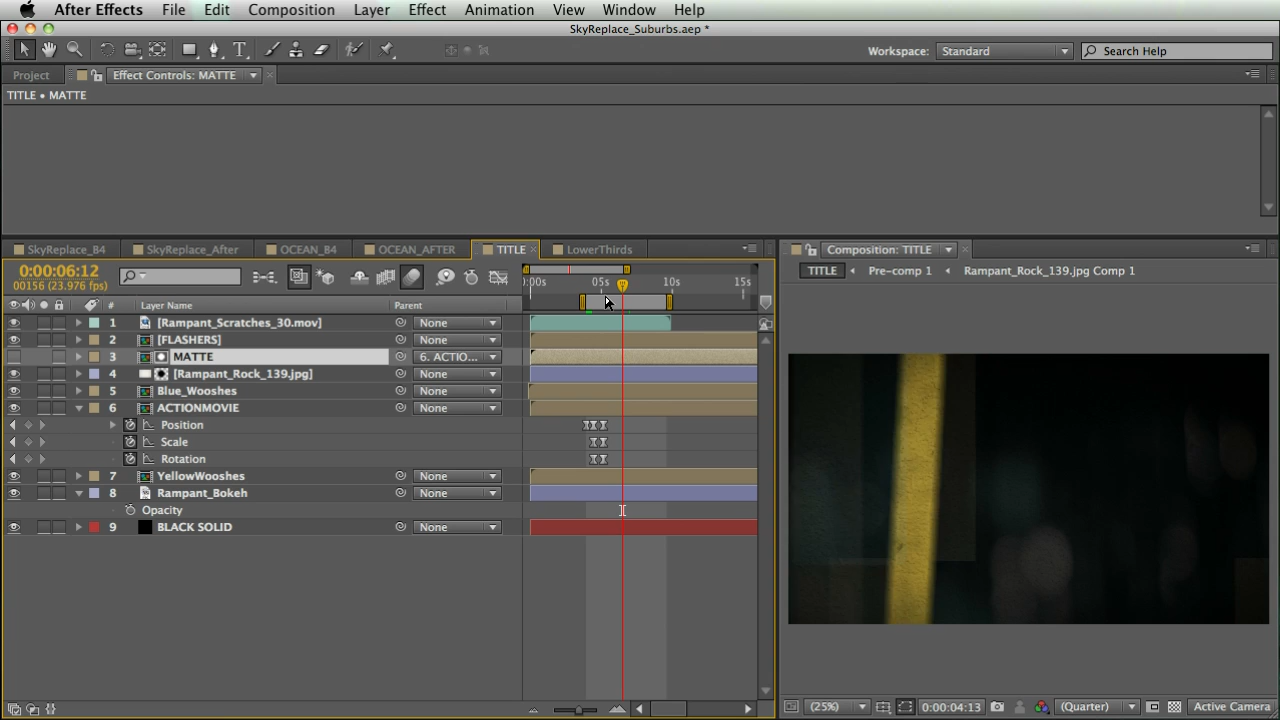 After Effects File Edit Composition Layer Effect Animation View Window Help
SkyReplace_Suburbs.aep *
Workspace: Standard Search Help
Project Effect Controls: MATTE
TITLE • MATTE
SkyReplace_B4 SkyReplace_After OCEAN_B4 OCEAN_AFTER TITLE LowerThirds
Composition: TITLE
TITLE Pre-comp 1 Rampant_Rock_139.jpg Comp 1
0:00:06:12
00156 (23.976 fps)
):00s 05s 10s 15s
# Layer Name Parent
1 [Rampant_Scratches_30.mov] None
2 [FLASHERS] None
3 MATTE 6. ACTIO...
4 [Rampant_Rock_139.jpg] None
5 Blue_Wooshes None
6 ACTIONMOVIE None
Position
Scale
Rotation
7 YellowWooshes None
8 Rampant_Bokeh None
Opacity
9 BLACK SOLID None
(25%) 0:00:04:13 (Quarter) Active Camera